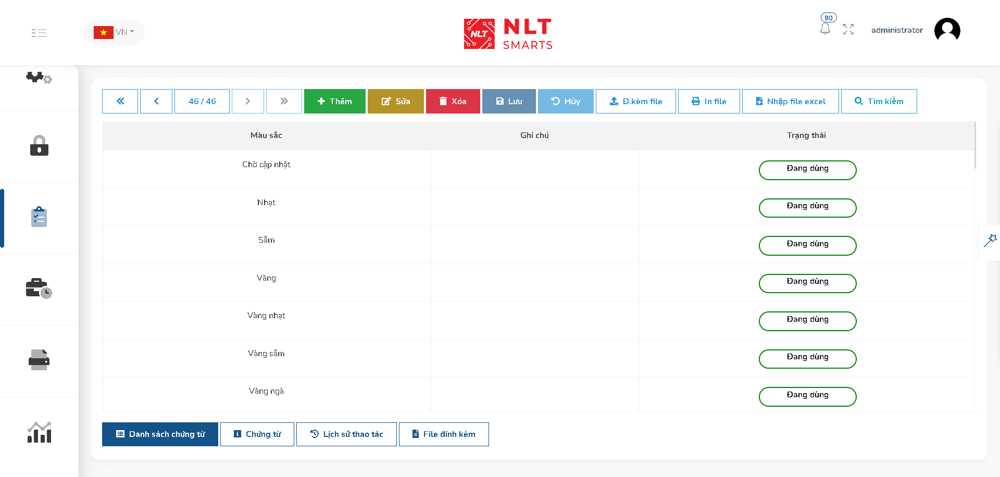 VN
NLT
NLT
SMARTS
90
administrator
46 / 46
Thêm
Sửa
Xóa
Lưu
Hủy
Đ.kèm file
In file
Nhập file excel
Tìm kiếm
Màu sắc
Ghi chú
Trạng thái
Chờ cập nhật
Đang dùng
Nhạt
Đang dùng
Sẫm
Đang dùng
Vàng
Đang dùng
Vàng nhạt
Đang dùng
Vàng sẫm
Đang dùng
Vàng ngà
Đang dùng
Danh sách chứng từ
Chứng từ
Lịch sử thao tác
File đính kèm